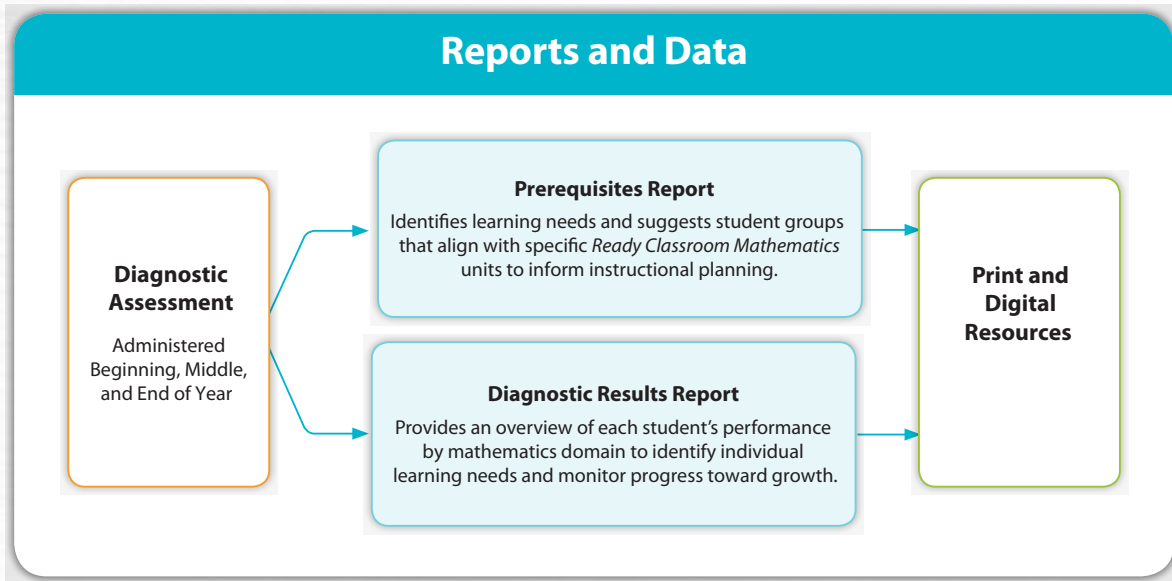 Reports and Data
Diagnostic
Assessment
Administered
Beginning, Middle,
and End of Year
Prerequisites Report
Identifies learning needs and suggests student groups
that align with specific Ready Classroom Mathematics
units to inform instructional planning.
Diagnostic Results Report
Provides an overview of each student’s performance
by mathematics domain to identify individual
learning needs and monitor progress toward growth.
Print and
Digital
Resources